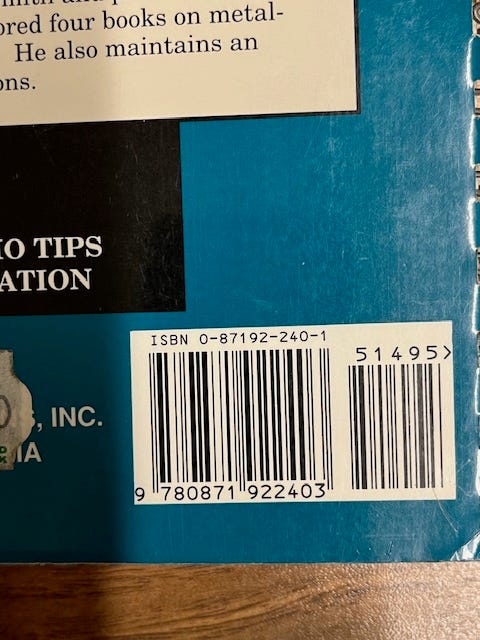 ored four books on metal-
He also maintains an
ons.
IO TIPS
ATION
ISBN 0-87192-240-1
51495>
, INC.
IA
9 780871 922403